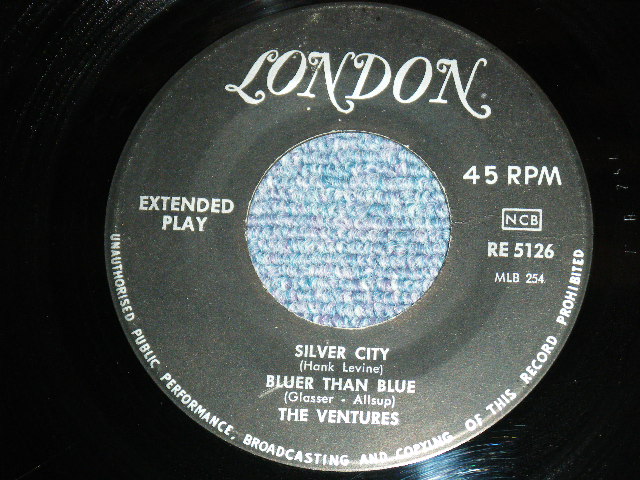 LONDON
45 RPM
EXTENDED
PLAY
NCB
RE 5126
MLB 254
SILVER CITY
(Hank Levine)
BLUER THAN BLUE
(Glasser - Allsup)
THE VENTURES
UNAUTHORISED PUBLIC PERFORMANCE, BROADCASTING AND COPYING OF THIS RECORD PROHIBITED